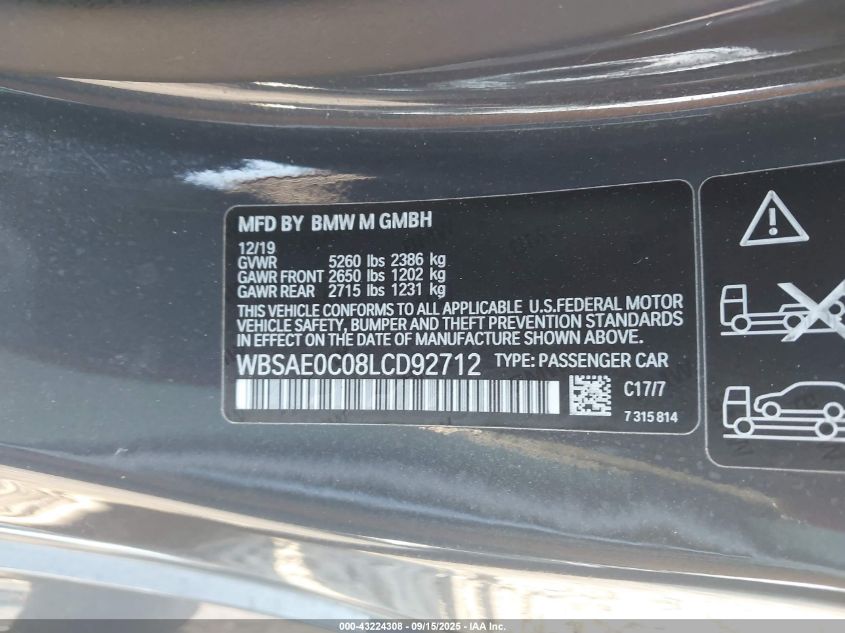 MFD BY BMW M GMBH
12/19
GVWR 5260 lbs 2386 kg
GAWR FRONT 2650 lbs 1202 kg
GAWR REAR 2715 lbs 1231 kg
THIS VEHICLE CONFORMS TO ALL APPLICABLE U.S.FEDERAL MOTOR
VEHICLE SAFETY, BUMPER AND THEFT PREVENTION STANDARDS
IN EFFECT ON THE DATE OF MANUFACTURE SHOWN ABOVE.
WBSAE0C08LCD92712 TYPE: PASSENGER CAR
C17/7
7 315 814
000-43224308 - 09/15/2025 - IAA Inc.